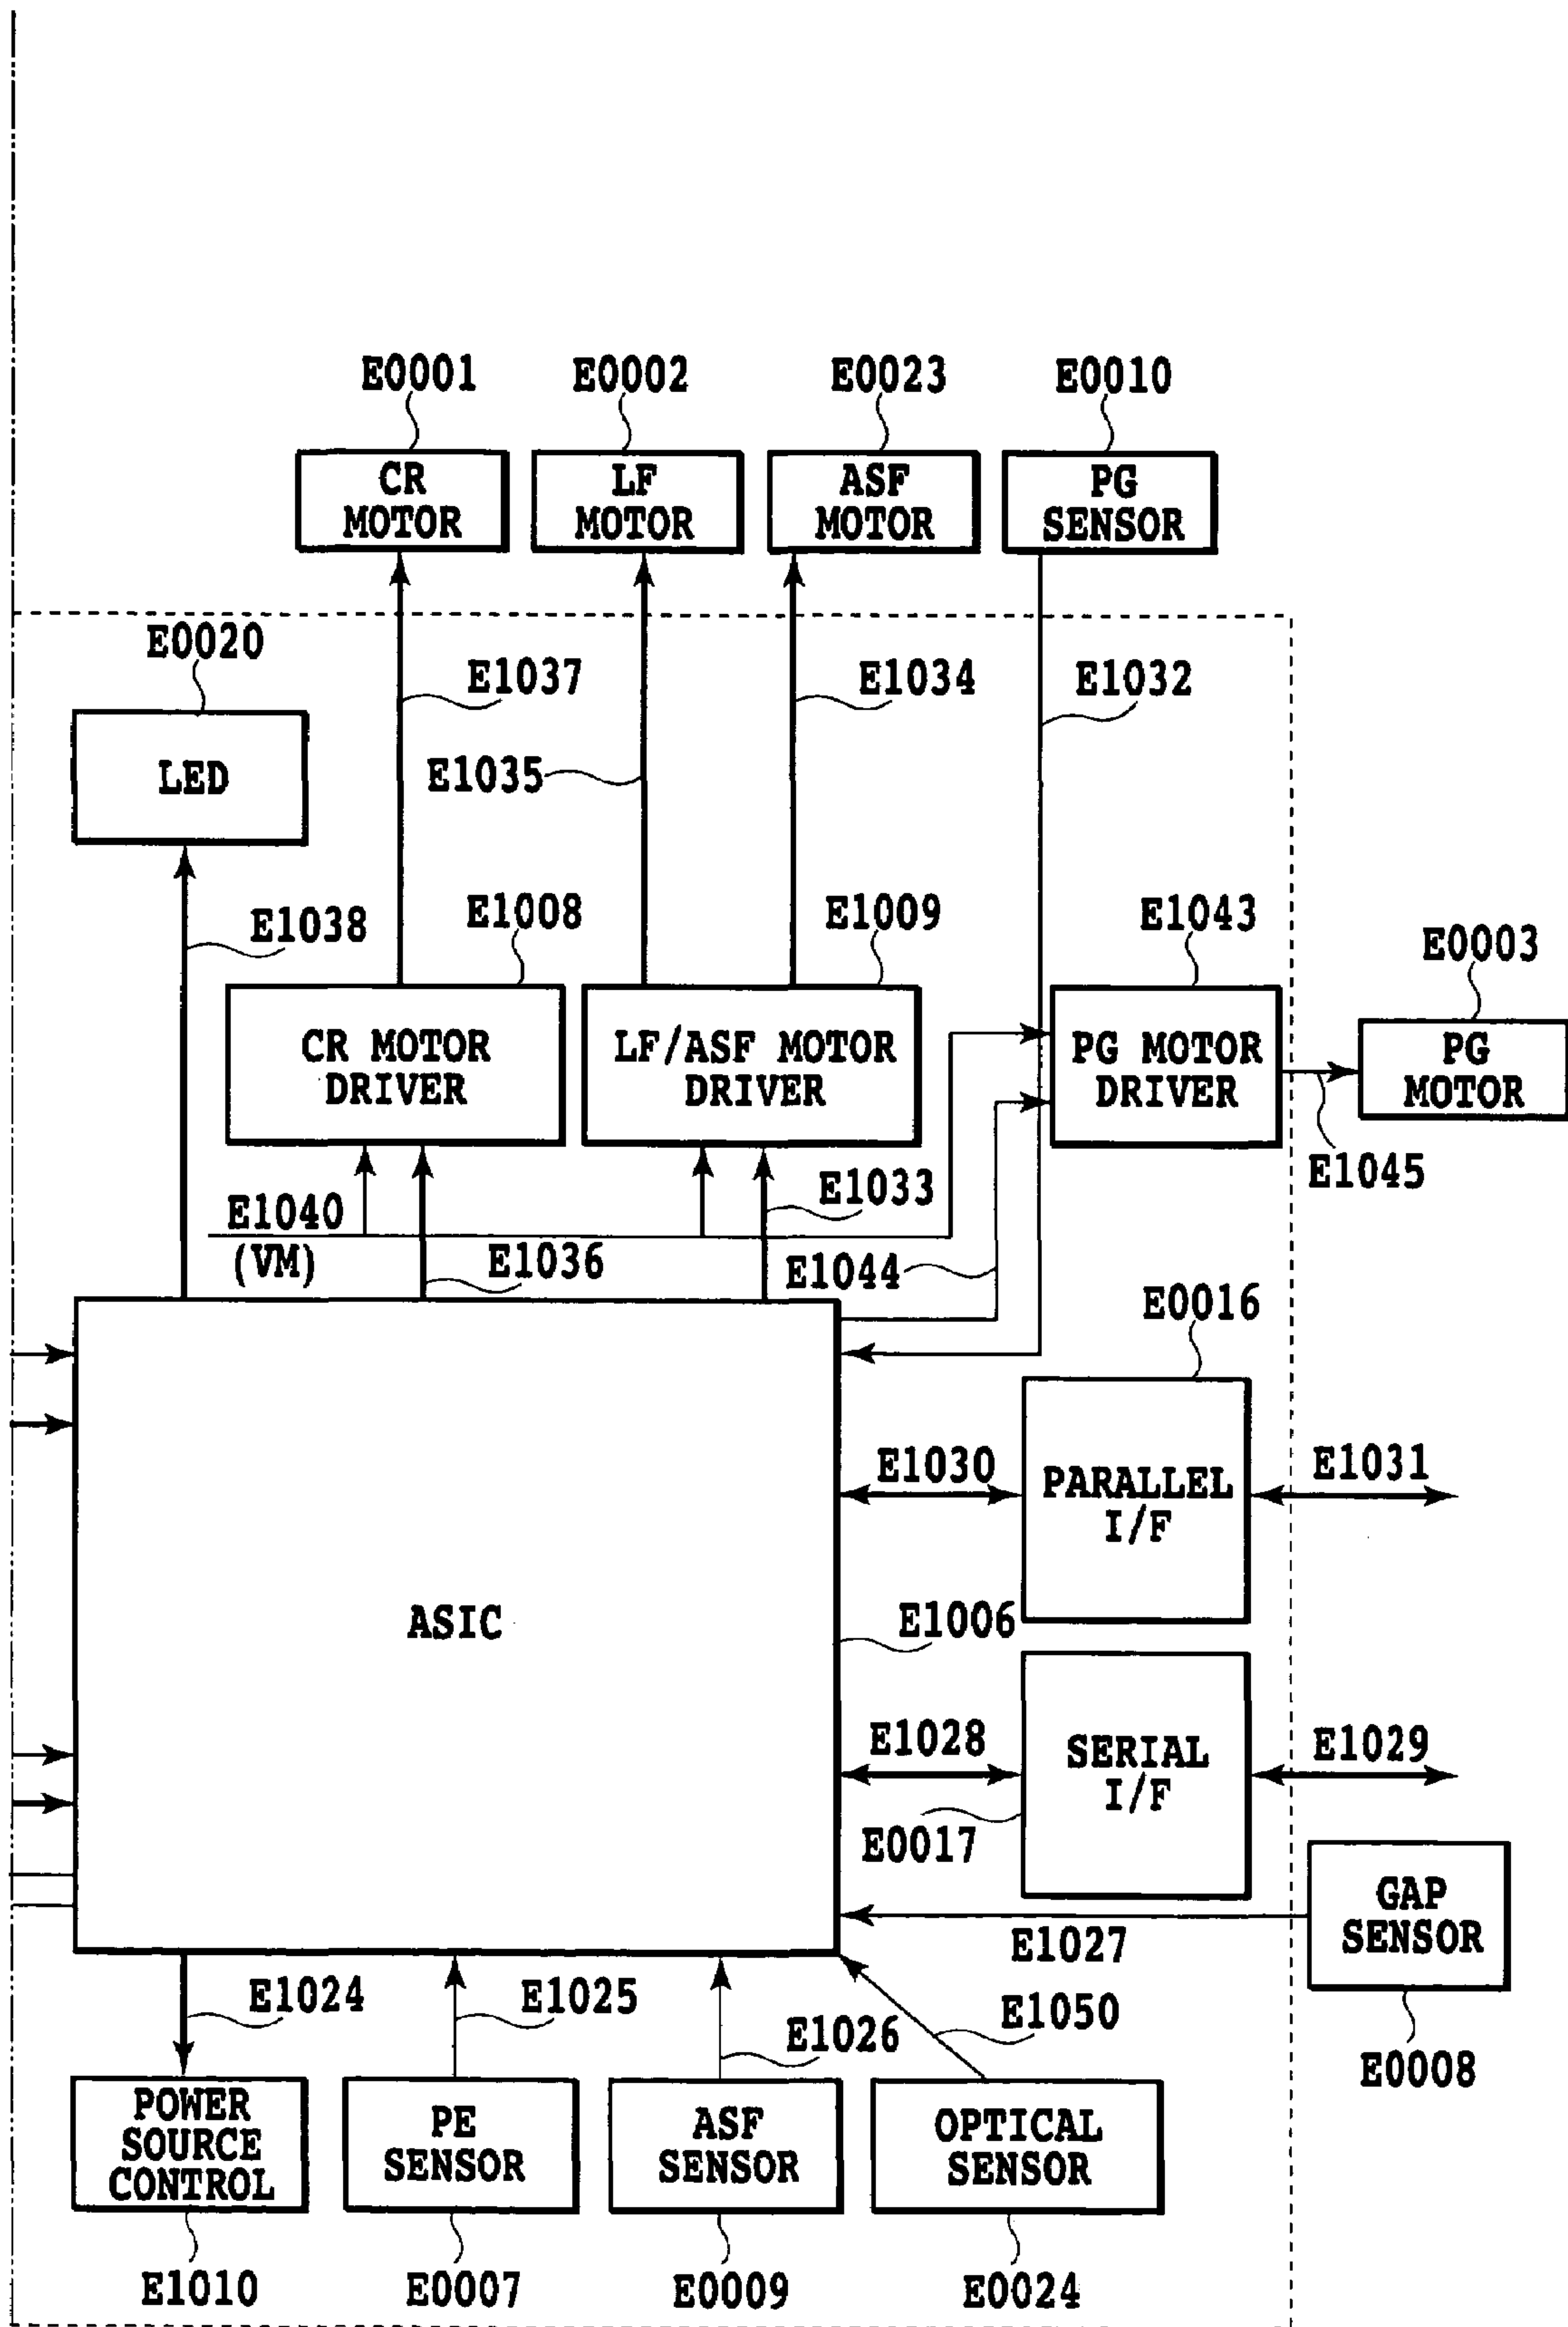 E0001
E0002
E0023
E0010
CR
MOTOR
LF
MOTOR
ASF
MOTOR
PG
SENSOR
E0020
E1037
E1034
E1032
LED
E1035
E1038
E1008
E1009
E1043
E0003
CR MOTOR
DRIVER
LF/ASF MOTOR
DRIVER
PG MOTOR
DRIVER
PG
MOTOR
E1045
E1040
(VM)
E1033
E1036
E1044
E0016
E1030
PARALLEL
I/F
E1031
ASIC
E1006
E1028
SERIAL
I/F
E1029
E0017
GAP
SENSOR
E1027
E1024
E1025
E1026
E1050
E0008
POWER
SOURCE
CONTROL
PE
SENSOR
ASF
SENSOR
OPTICAL
SENSOR
E1010
E0007
E0009
E0024